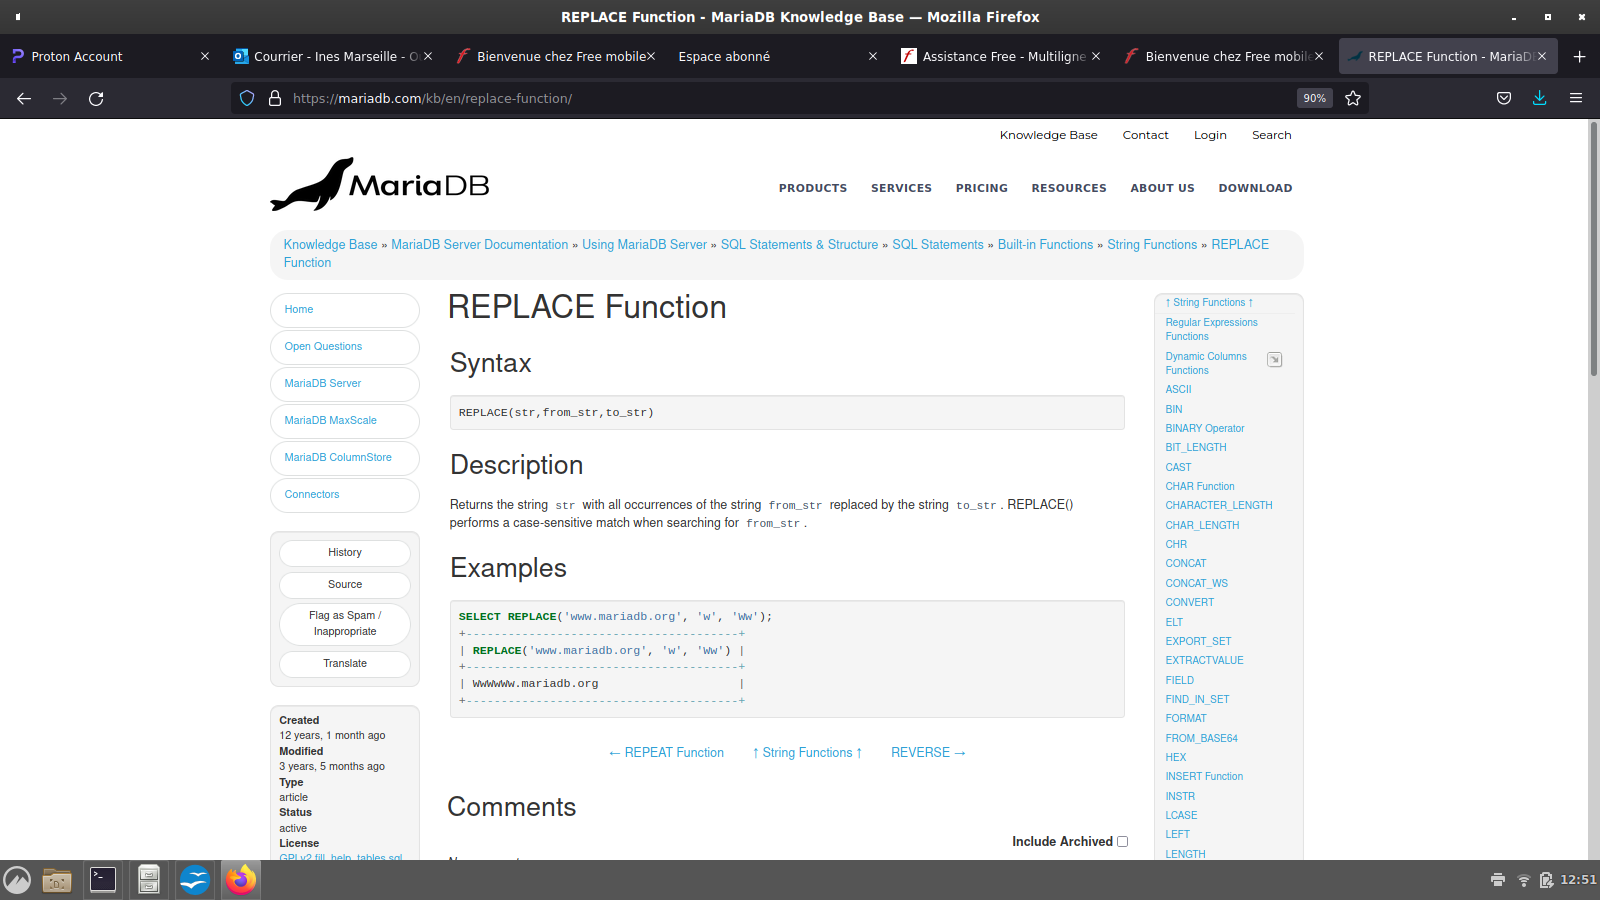 REPLACE Function - MariaDB Knowledge Base — Mozilla Firefox
Proton Account
Courrier - Ines Marseille - O
Bienvenue chez Free mobile
Espace abonné
Assistance Free - Multiligne
Bienvenue chez Free mobile
REPLACE Function - MariaDB
https://mariadb.com/kb/en/replace-function/
90%
Knowledge Base Contact Login Search
MariaDB
PRODUCTS SERVICES PRICING RESOURCES ABOUT US DOWNLOAD
Knowledge Base » MariaDB Server Documentation » Using MariaDB Server » SQL Statements & Structure » SQL Statements » Built-in Functions » String Functions » REPLACE
Function
Home
Open Questions
MariaDB Server
MariaDB MaxScale
MariaDB ColumnStore
Connectors
History
Source
Flag as Spam /
Inappropriate
Translate
Created
12 years, 1 month ago
Modified
3 years, 5 months ago
Type
article
Status
active
License
GPLv2 fill_help_tables.sql
REPLACE Function
Syntax
REPLACE(str,from_str,to_str)
Description
Returns the string str with all occurrences of the string from_str replaced by the string to_str. REPLACE()
performs a case-sensitive match when searching for from_str.
Examples
SELECT REPLACE('www.mariadb.org', 'w', 'Ww');
+---------------------------------------+
| REPLACE('www.mariadb.org', 'w', 'Ww') |
+---------------------------------------+
| WwWwWw.mariadb.org                    |
+---------------------------------------+
← REPEAT Function ↑ String Functions ↑ REVERSE →
Comments
Include Archived
↑ String Functions ↑
Regular Expressions
Functions
Dynamic Columns
Functions
ASCII
BIN
BINARY Operator
BIT_LENGTH
CAST
CHAR Function
CHARACTER_LENGTH
CHAR_LENGTH
CHR
CONCAT
CONCAT_WS
CONVERT
ELT
EXPORT_SET
EXTRACTVALUE
FIELD
FIND_IN_SET
FORMAT
FROM_BASE64
HEX
INSERT Function
INSTR
LCASE
LEFT
LENGTH
12:51